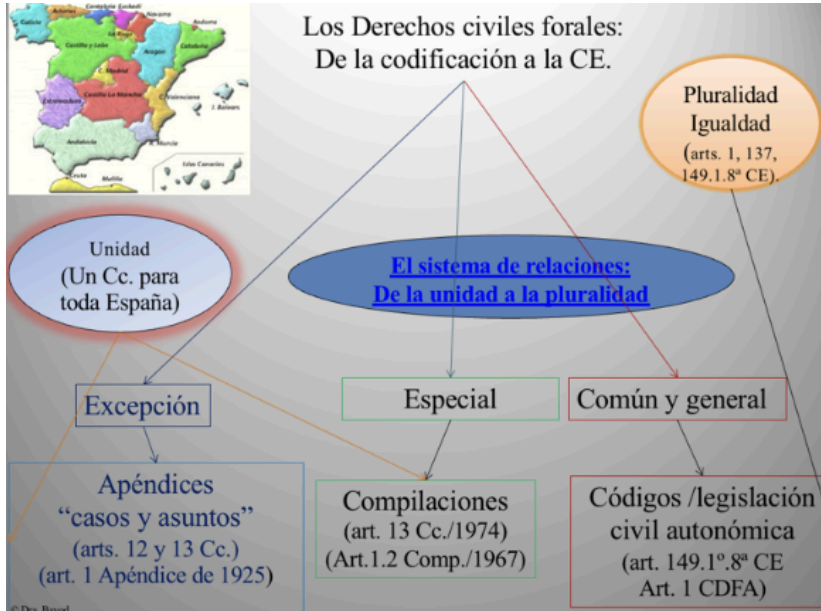 Los Derechos civiles forales:
De la codificación a la CE.
Galicia
Asturias
Cantabria
Euskadi
Navarra
Andorra
La Rioja
Castilla y León
Aragon
Cataluña
C. Madrid
Extremadura
Castilla La Mancha
C. Valenciana
I. Balears
Andalucía
R. Murcia
Islas Canarias
Ceuta
Melilla
Pluralidad
Igualdad
(arts. 1, 137,
149.1.8ª CE).
Unidad
(Un Cc. para
toda España)
El sistema de relaciones:
De la unidad a la pluralidad
Excepción
Especial
Común y general
Apéndices
“casos y asuntos”
(arts. 12 y 13 Cc.)
(art. 1 Apéndice de 1925)
Compilaciones
(art. 13 Cc./1974)
(Art.1.2 Comp./1967)
Códigos /legislación
civil autonómica
(art. 149.1º.8ª CE
Art. 1 CDFA)